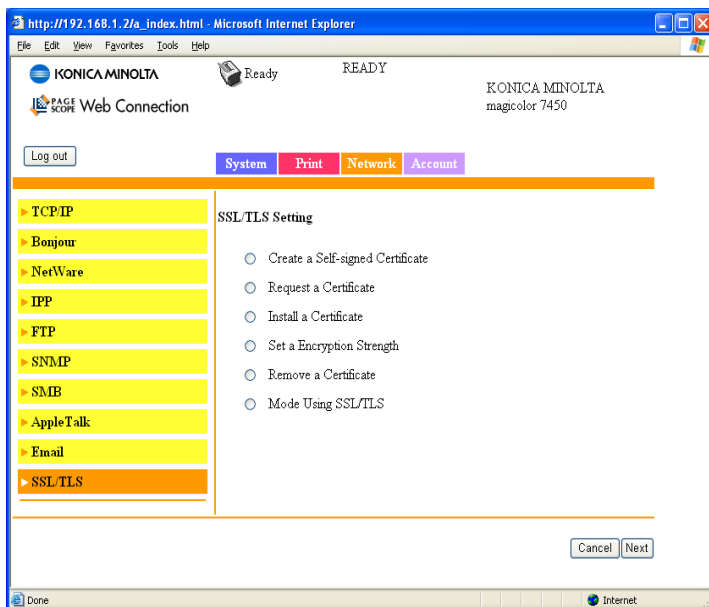 http://192.168.1.2/a_index.html - Microsoft Internet Explorer
File Edit View Favorites Tools Help
KONICA MINOLTA
Ready
READY
KONICA MINOLTA
magicolor 7450
PAGE SCOPE Web Connection
Log out
System Print Network Account
TCP/IP
Bonjour
NetWare
IPP
FTP
SNMP
SMB
AppleTalk
Email
SSL/TLS
SSL/TLS Setting
Create a Self-signed Certificate
Request a Certificate
Install a Certificate
Set a Encryption Strength
Remove a Certificate
Mode Using SSL/TLS
Cancel Next
Done
Internet